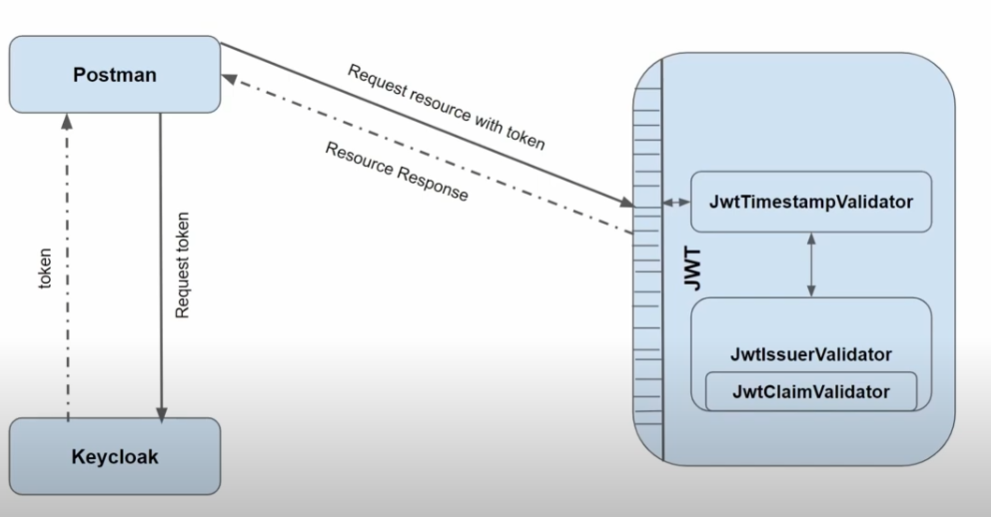 Postman
Request resource with token
Resource Response
token
Request token
Keycloak
JWT
JwtTimestampValidator
JwtIssuerValidator
JwtClaimValidator